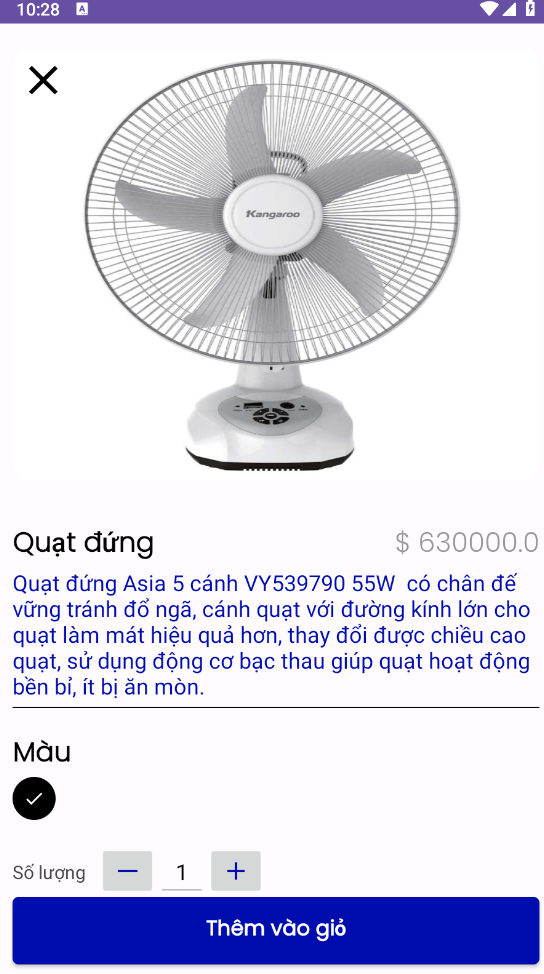 10:28
A
Kangaroo
Quạt đứng
$ 630000.0
Quạt đứng Asia 5 cánh VY539790 55W có chân đế
vững tránh đổ ngã, cánh quạt với đường kính lớn cho
quạt làm mát hiệu quả hơn, thay đổi được chiều cao
quạt, sử dụng động cơ bạc thau giúp quạt hoạt động
bền bỉ, ít bị ăn mòn.
Màu
Số lượng
1
Thêm vào giỏ